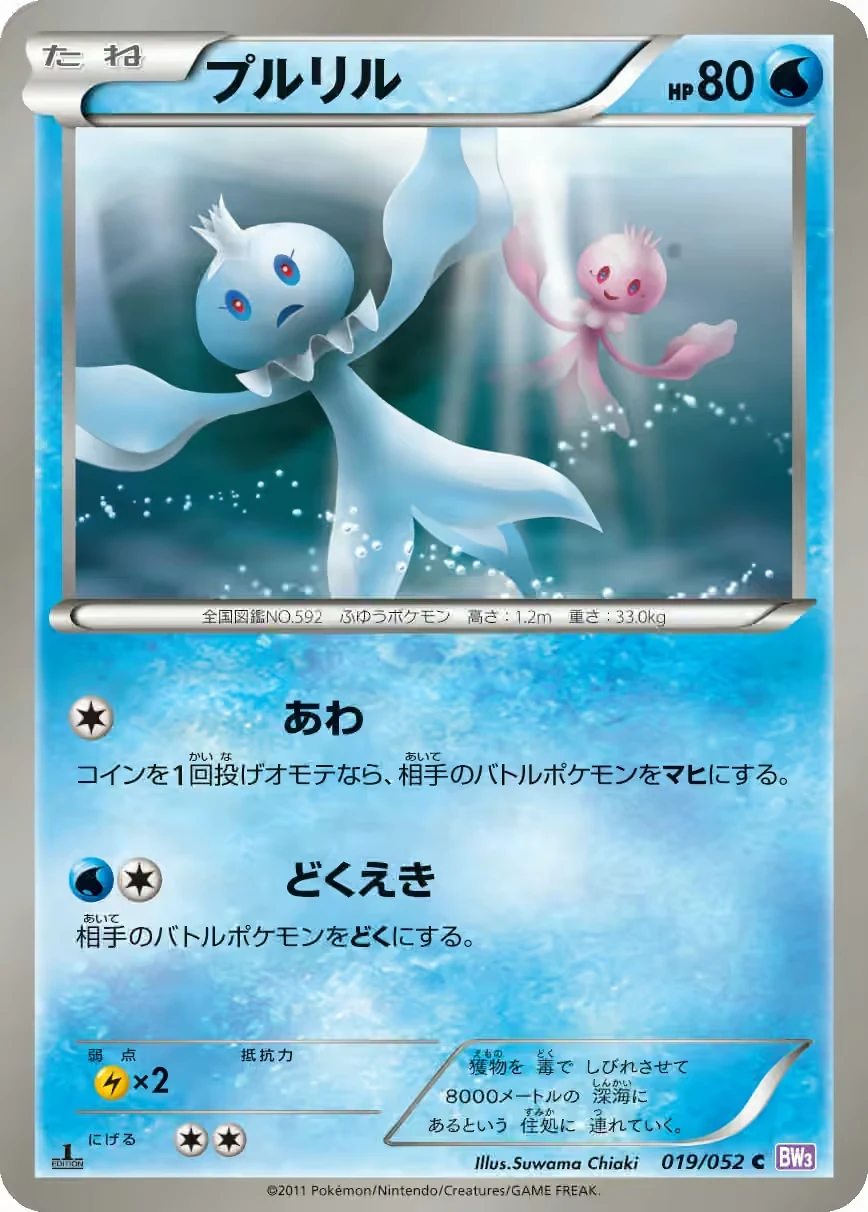 たね
プルリル
HP80
全国図鑑NO.592 ふゆうポケモン 高さ:1.2m 重さ:33.0kg
あわ
コインを1回投げオモテなら、相手のバトルポケモンをマヒにする。
どくえき
相手のバトルポケモンをどくにする。
弱点
×2
抵抗力
にげる
獲物を 毒で しびれさせて
8000メートルの 深海に
あるという 住処に 連れていく。
1 EDITION
Illus.Suwama Chiaki 019/052 C BW3
©2011 Pokémon/Nintendo/Creatures/GAME FREAK.